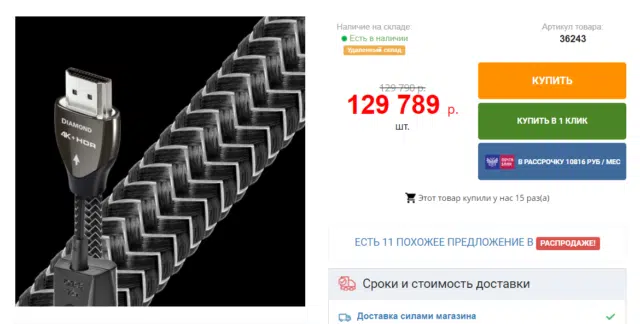 Наличие на складе:
Есть в наличии
Удаленный склад
Артикул товара:
36243
129 790 р.
129 789 р.
шт.
КУПИТЬ
КУПИТЬ В 1 КЛИК
В РАССРОЧКУ 10816 РУБ / МЕС
Этот товар купили у нас 15 раз(а)
ЕСТЬ 11 ПОХОЖЕЕ ПРЕДЛОЖЕНИЕ В РАСПРОДАЖЕ!
Сроки и стоимость доставки
Доставка силами магазина
DIAMOND
4K+HDR